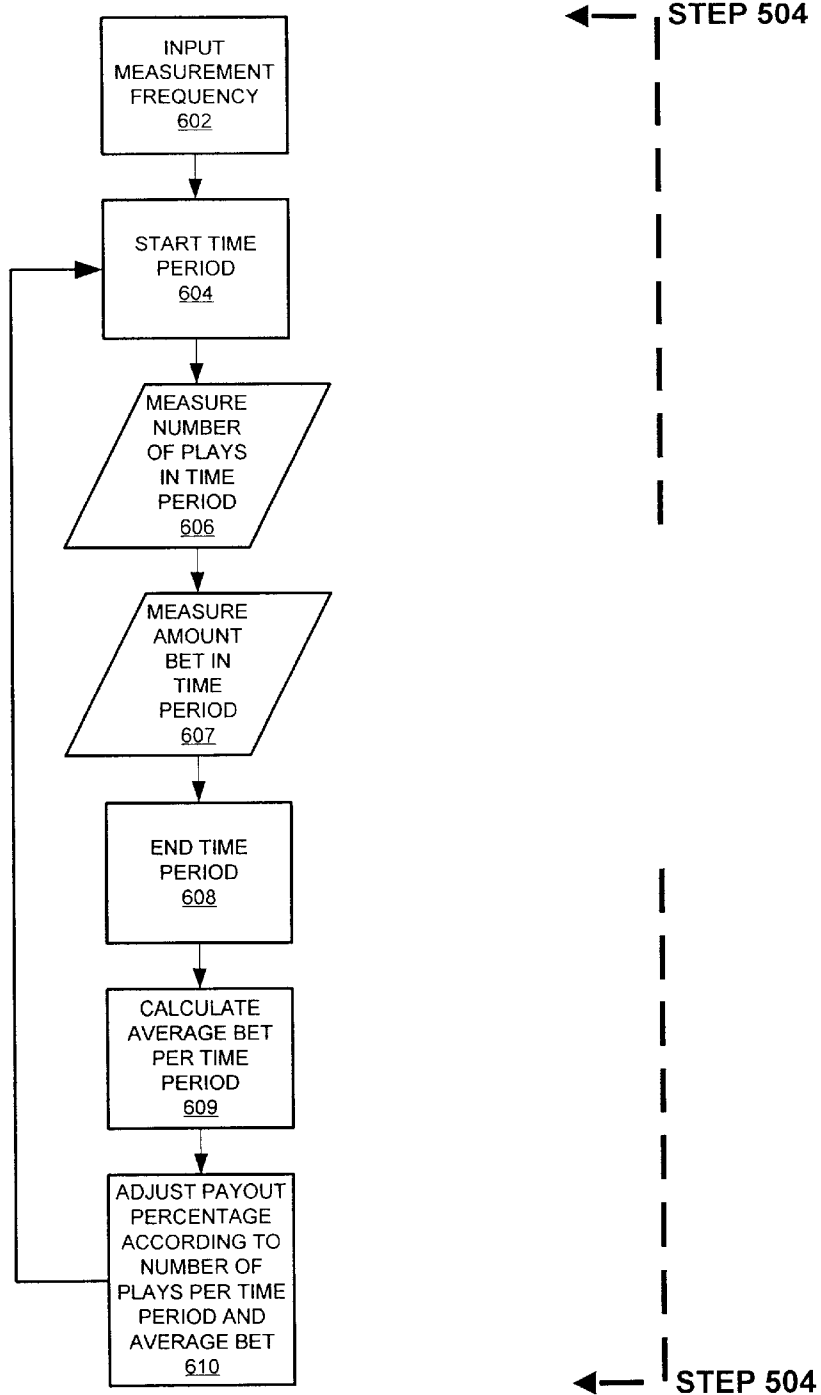 STEP 504
INPUT
MEASUREMENT
FREQUENCY
602
START TIME
PERIOD
604
MEASURE
NUMBER
OF PLAYS
IN TIME
PERIOD
606
MEASURE
AMOUNT
BET IN
TIME
PERIOD
607
END TIME
PERIOD
608
CALCULATE
AVERAGE BET
PER TIME
PERIOD
609
ADJUST PAYOUT
PERCENTAGE
ACCORDING TO
NUMBER OF
PLAYS PER TIME
PERIOD AND
AVERAGE BET
610
STEP 504